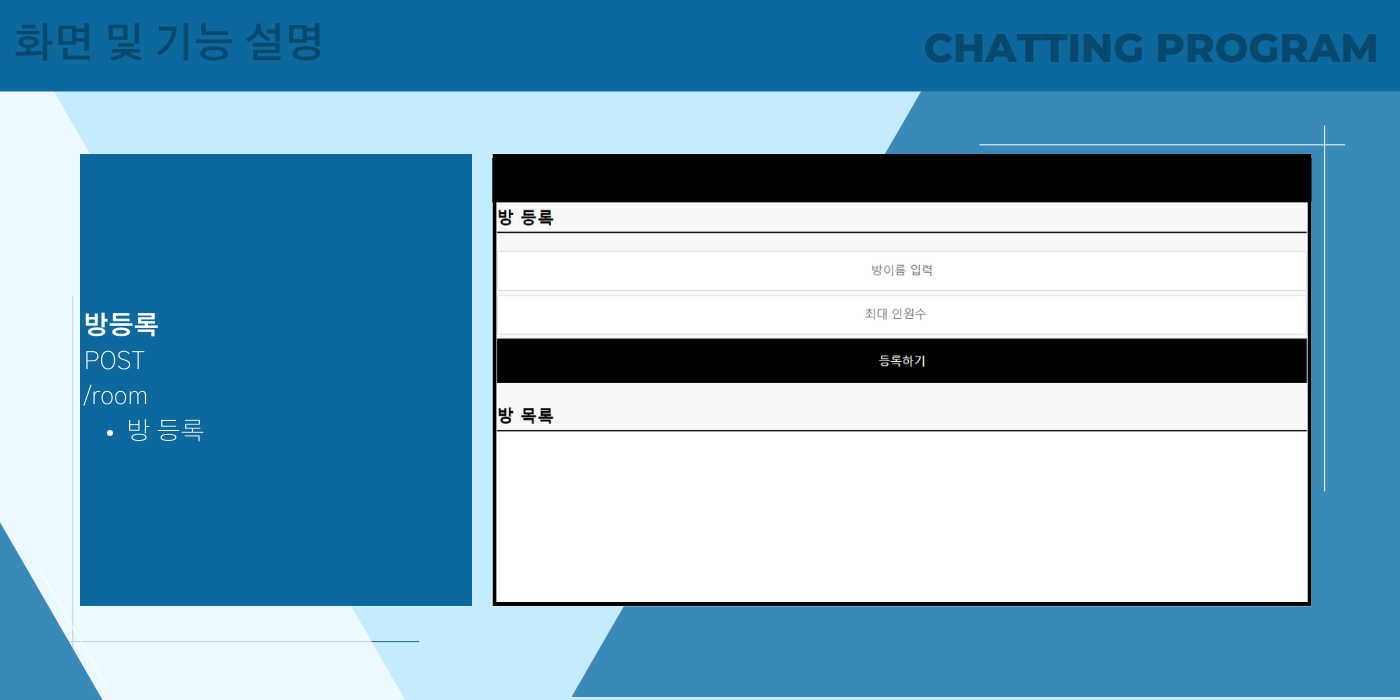 화면 및 기능 설명
CHATTING PROGRAM
방등록
POST
/room
• 방 등록
방 등록
방이름 입력
최대 인원수
등록하기
방 목록